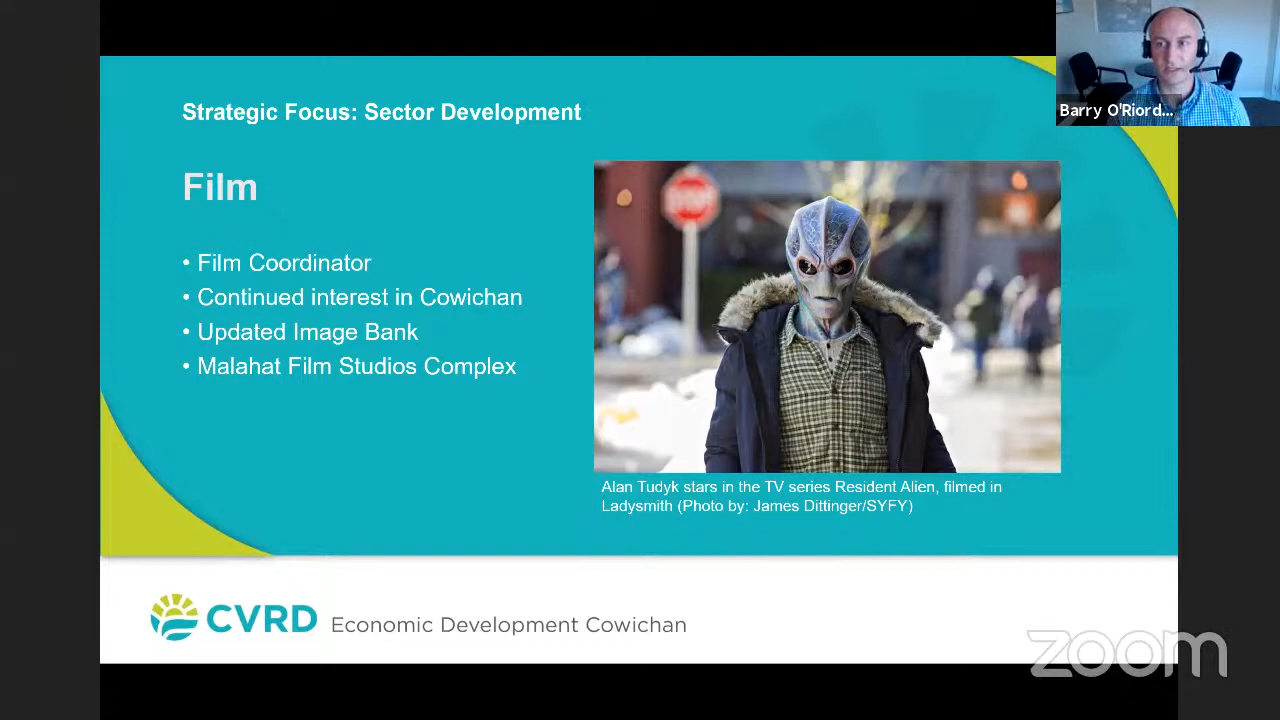 Strategic Focus: Sector Development
Film
• Film Coordinator
• Continued interest in Cowichan
• Updated Image Bank
• Malahat Film Studios Complex
STOP
Alan Tudyk stars in the TV series Resident Alien, filmed in
Ladysmith (Photo by: James Dittinger/SYFY)
Barry O'Riord...
CVRD Economic Development Cowichan
zoom